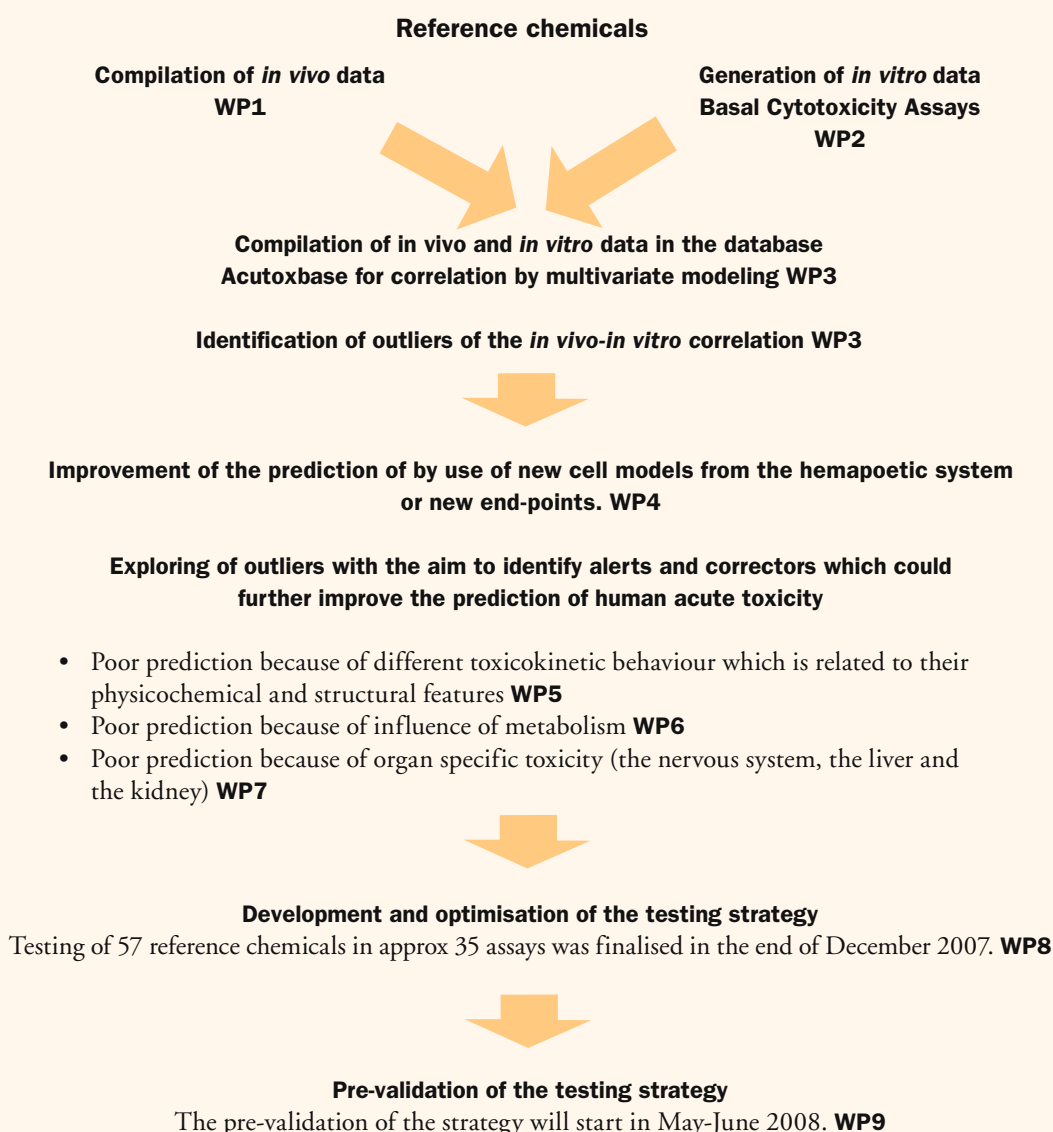 Reference chemicals
Compilation of in vivo data
WP1
Generation of in vitro data
Basal Cytotoxicity Assays
WP2
Compilation of in vivo and in vitro data in the database
Acutoxbase for correlation by multivariate modeling WP3
Identification of outliers of the in vivo-in vitro correlation WP3
Improvement of the prediction of by use of new cell models from the hemapoetic system
or new end-points. WP4
Exploring of outliers with the aim to identify alerts and correctors which could
further improve the prediction of human acute toxicity
• Poor prediction because of different toxicokinetic behaviour which is related to their
physicochemical and structural features WP5
• Poor prediction because of influence of metabolism WP6
• Poor prediction because of organ specific toxicity (the nervous system, the liver and
the kidney) WP7
Development and optimisation of the testing strategy
Testing of 57 reference chemicals in approx 35 assays was finalised in the end of December 2007. WP8
Pre-validation of the testing strategy
The pre-validation of the strategy will start in May-June 2008. WP9